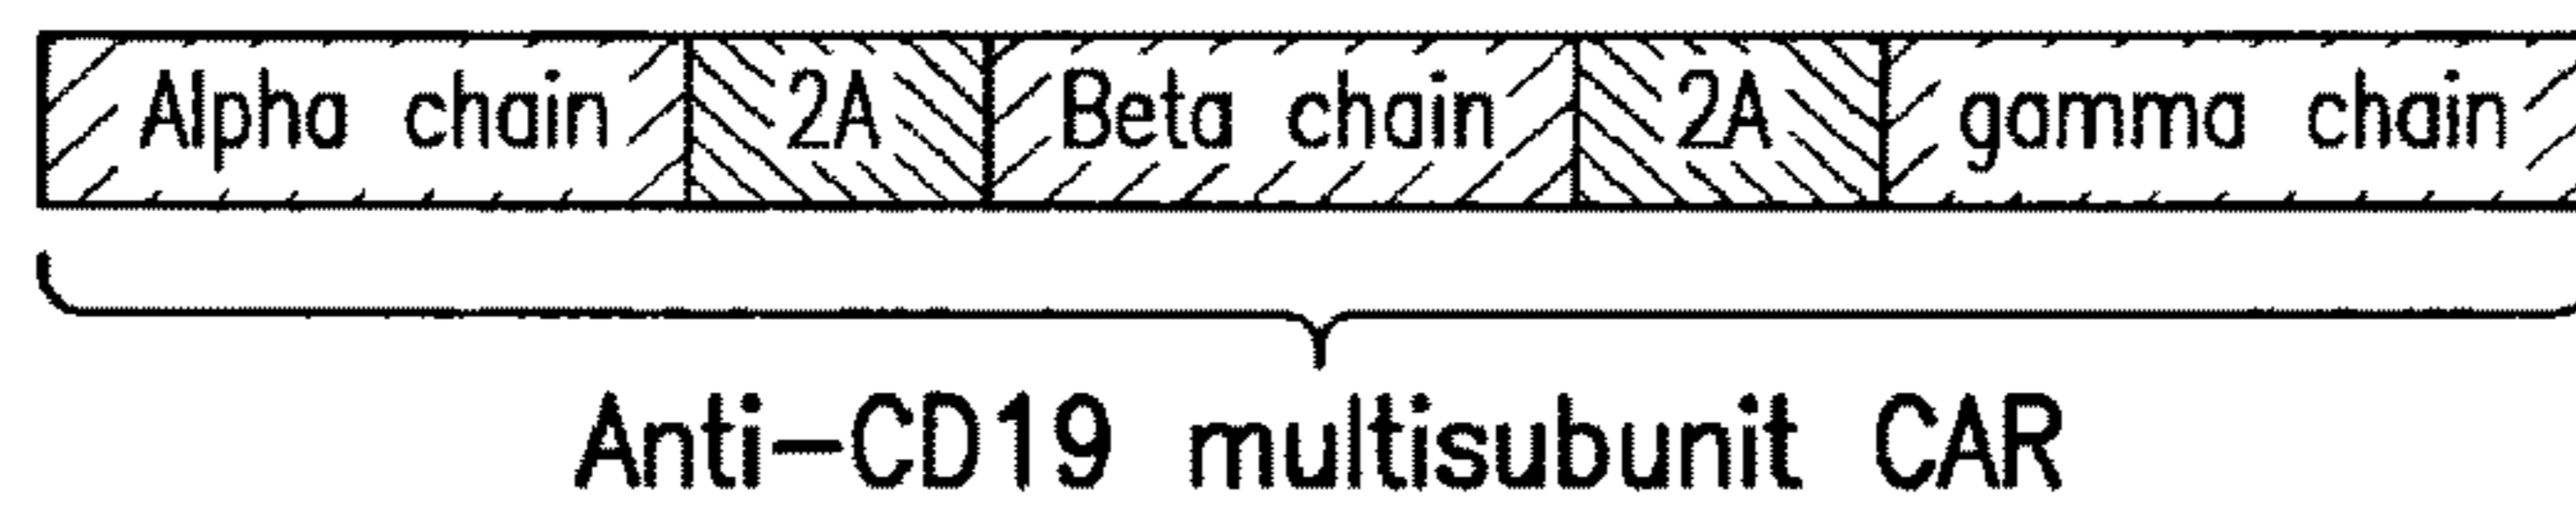 Alpha chain 2A Beta chain 2A gamma chain
Anti-CD19 multisubunit CAR